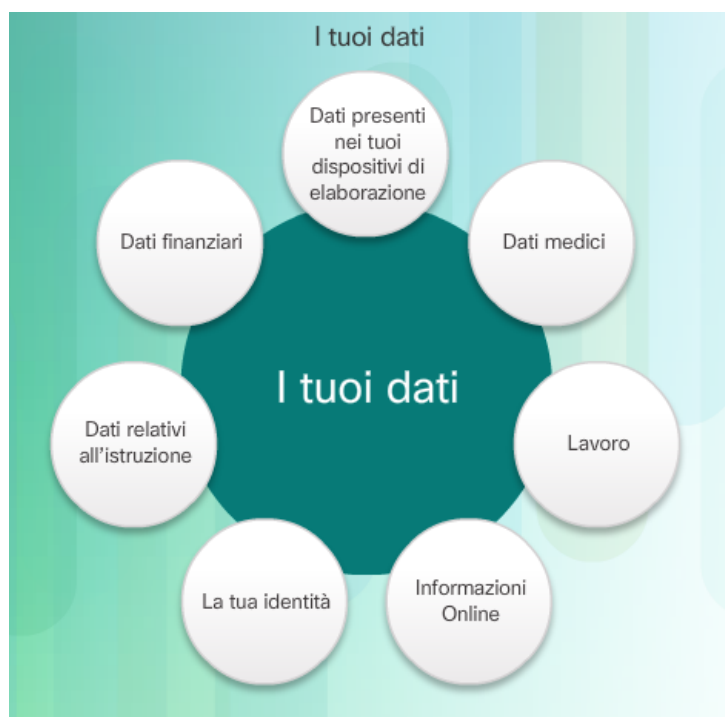 I tuoi dati
Dati presenti
nei tuoi
dispositivi di
elaborazione
Dati finanziari
Dati medici
I tuoi dati
Dati relativi
all'istruzione
Lavoro
La tua identità
Informazioni
Online